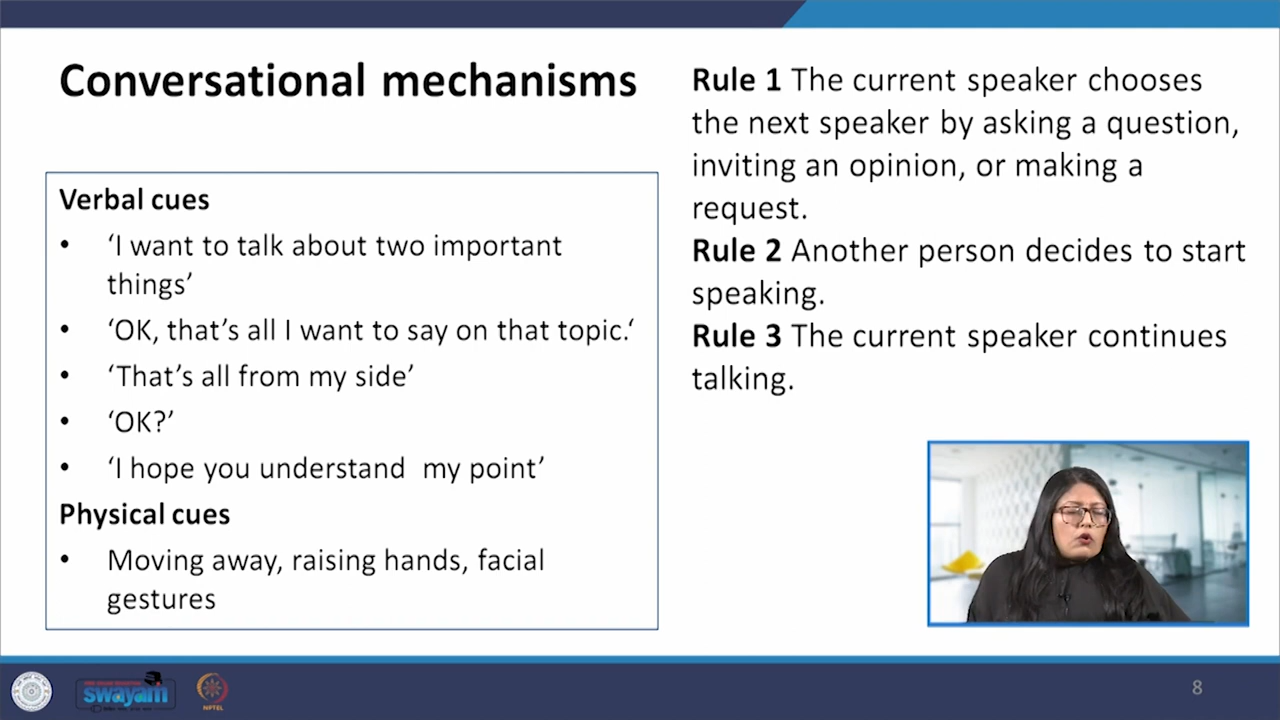 Conversational mechanisms
Verbal cues
• ‘I want to talk about two important
things’
• ‘OK, that’s all I want to say on that topic.‘
• ‘That’s all from my side’
• ‘OK?’
• ‘I hope you understand  my point’
Physical cues
• Moving away, raising hands, facial
gestures
Rule 1 The current speaker chooses
the next speaker by asking a question,
inviting an opinion, or making a
request.
Rule 2 Another person decides to start
speaking.
Rule 3 The current speaker continues
talking.
swayam
NPTEL
8